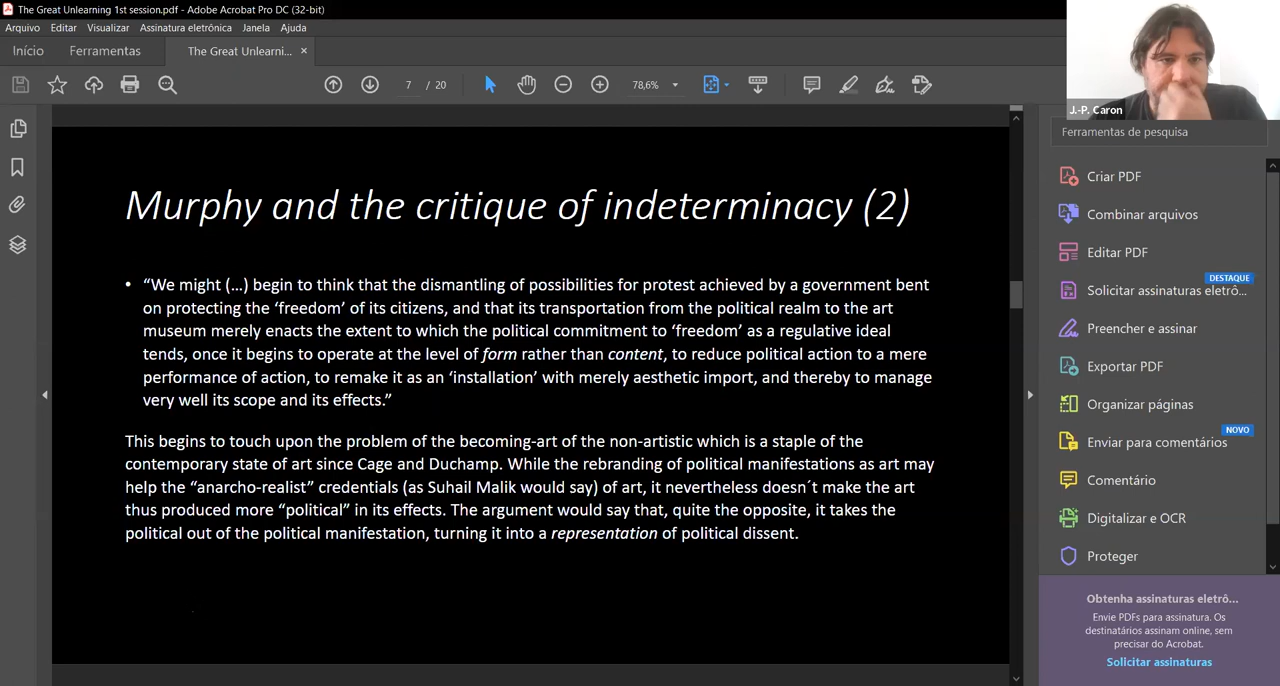 The Great Unlearning 1st session.pdf - Adobe Acrobat Pro DC (32-bit)
Arquivo Editar Visualizar Assinatura eletrônica Janela Ajuda
Início Ferramentas The Great Unlearni... ×
7 / 20 78,6%
J.-P. Caron
Ferramentas de pesquisa
Murphy and the critique of indeterminacy (2)
• “We might (…) begin to think that the dismantling of possibilities for protest achieved by a government bent
on protecting the ‘freedom’ of its citizens, and that its transportation from the political realm to the art
museum merely enacts the extent to which the political commitment to ‘freedom’ as a regulative ideal
tends, once it begins to operate at the level of form rather than content, to reduce political action to a mere
performance of action, to remake it as an ‘installation’ with merely aesthetic import, and thereby to manage
very well its scope and its effects.”
This begins to touch upon the problem of the becoming-art of the non-artistic which is a staple of the
contemporary state of art since Cage and Duchamp. While the rebranding of political manifestations as art may
help the “anarcho-realist” credentials (as Suhail Malik would say) of art, it nevertheless doesn´t make the art
thus produced more “political” in its effects. The argument would say that, quite the opposite, it takes the
political out of the political manifestation, turning it into a representation of political dissent.
Criar PDF
Combinar arquivos
Editar PDF
DESTAQUE
Solicitar assinaturas eletrô...
Preencher e assinar
Exportar PDF
Organizar páginas
NOVO
Enviar para comentários
Comentário
Digitalizar e OCR
Proteger
Obtenha assinaturas eletrô...
Envie PDFs para assinatura. Os
destinatários assinam online, sem
precisar do Acrobat.
Solicitar assinaturas